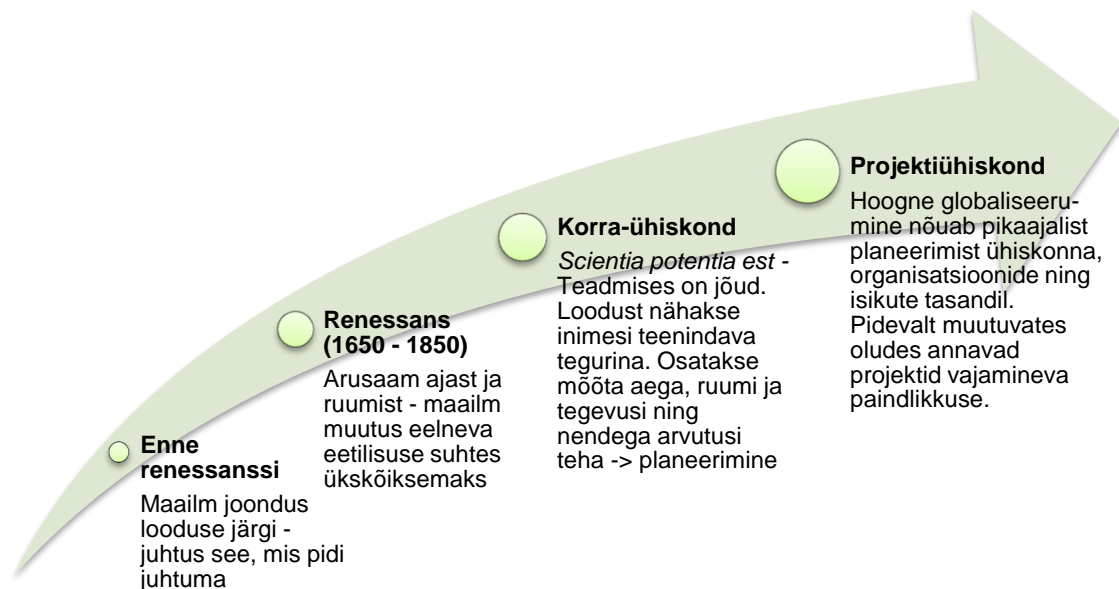 Enne
renessanssi
Maailm joondus
looduse järgi -
juhtus see, mis pidi
juhtuma
Renessans
(1650 - 1850)
Arusaam ajast ja
ruumist - maailm
muutus eelneva
eetilisuse suhtes
ükskõiksemaks
Korra-ühiskond
Scientia potentia est -
Teadmises on jõud.
Loodust nähakse
inimesi teenindava
tegurina. Osatakse
mõõta aega, ruumi ja
tegevusi ning
nendega arvutusi
teha -> planeerimine
Projektiühiskond
Hoogne globaliseeru-
mine nõuab pikaajalist
planeerimist ühiskonna,
organisatsioonide ning
isikute tasandil.
Pidevalt muutuvates
oludes annavad
projektid vajamineva
paindlikkuse.